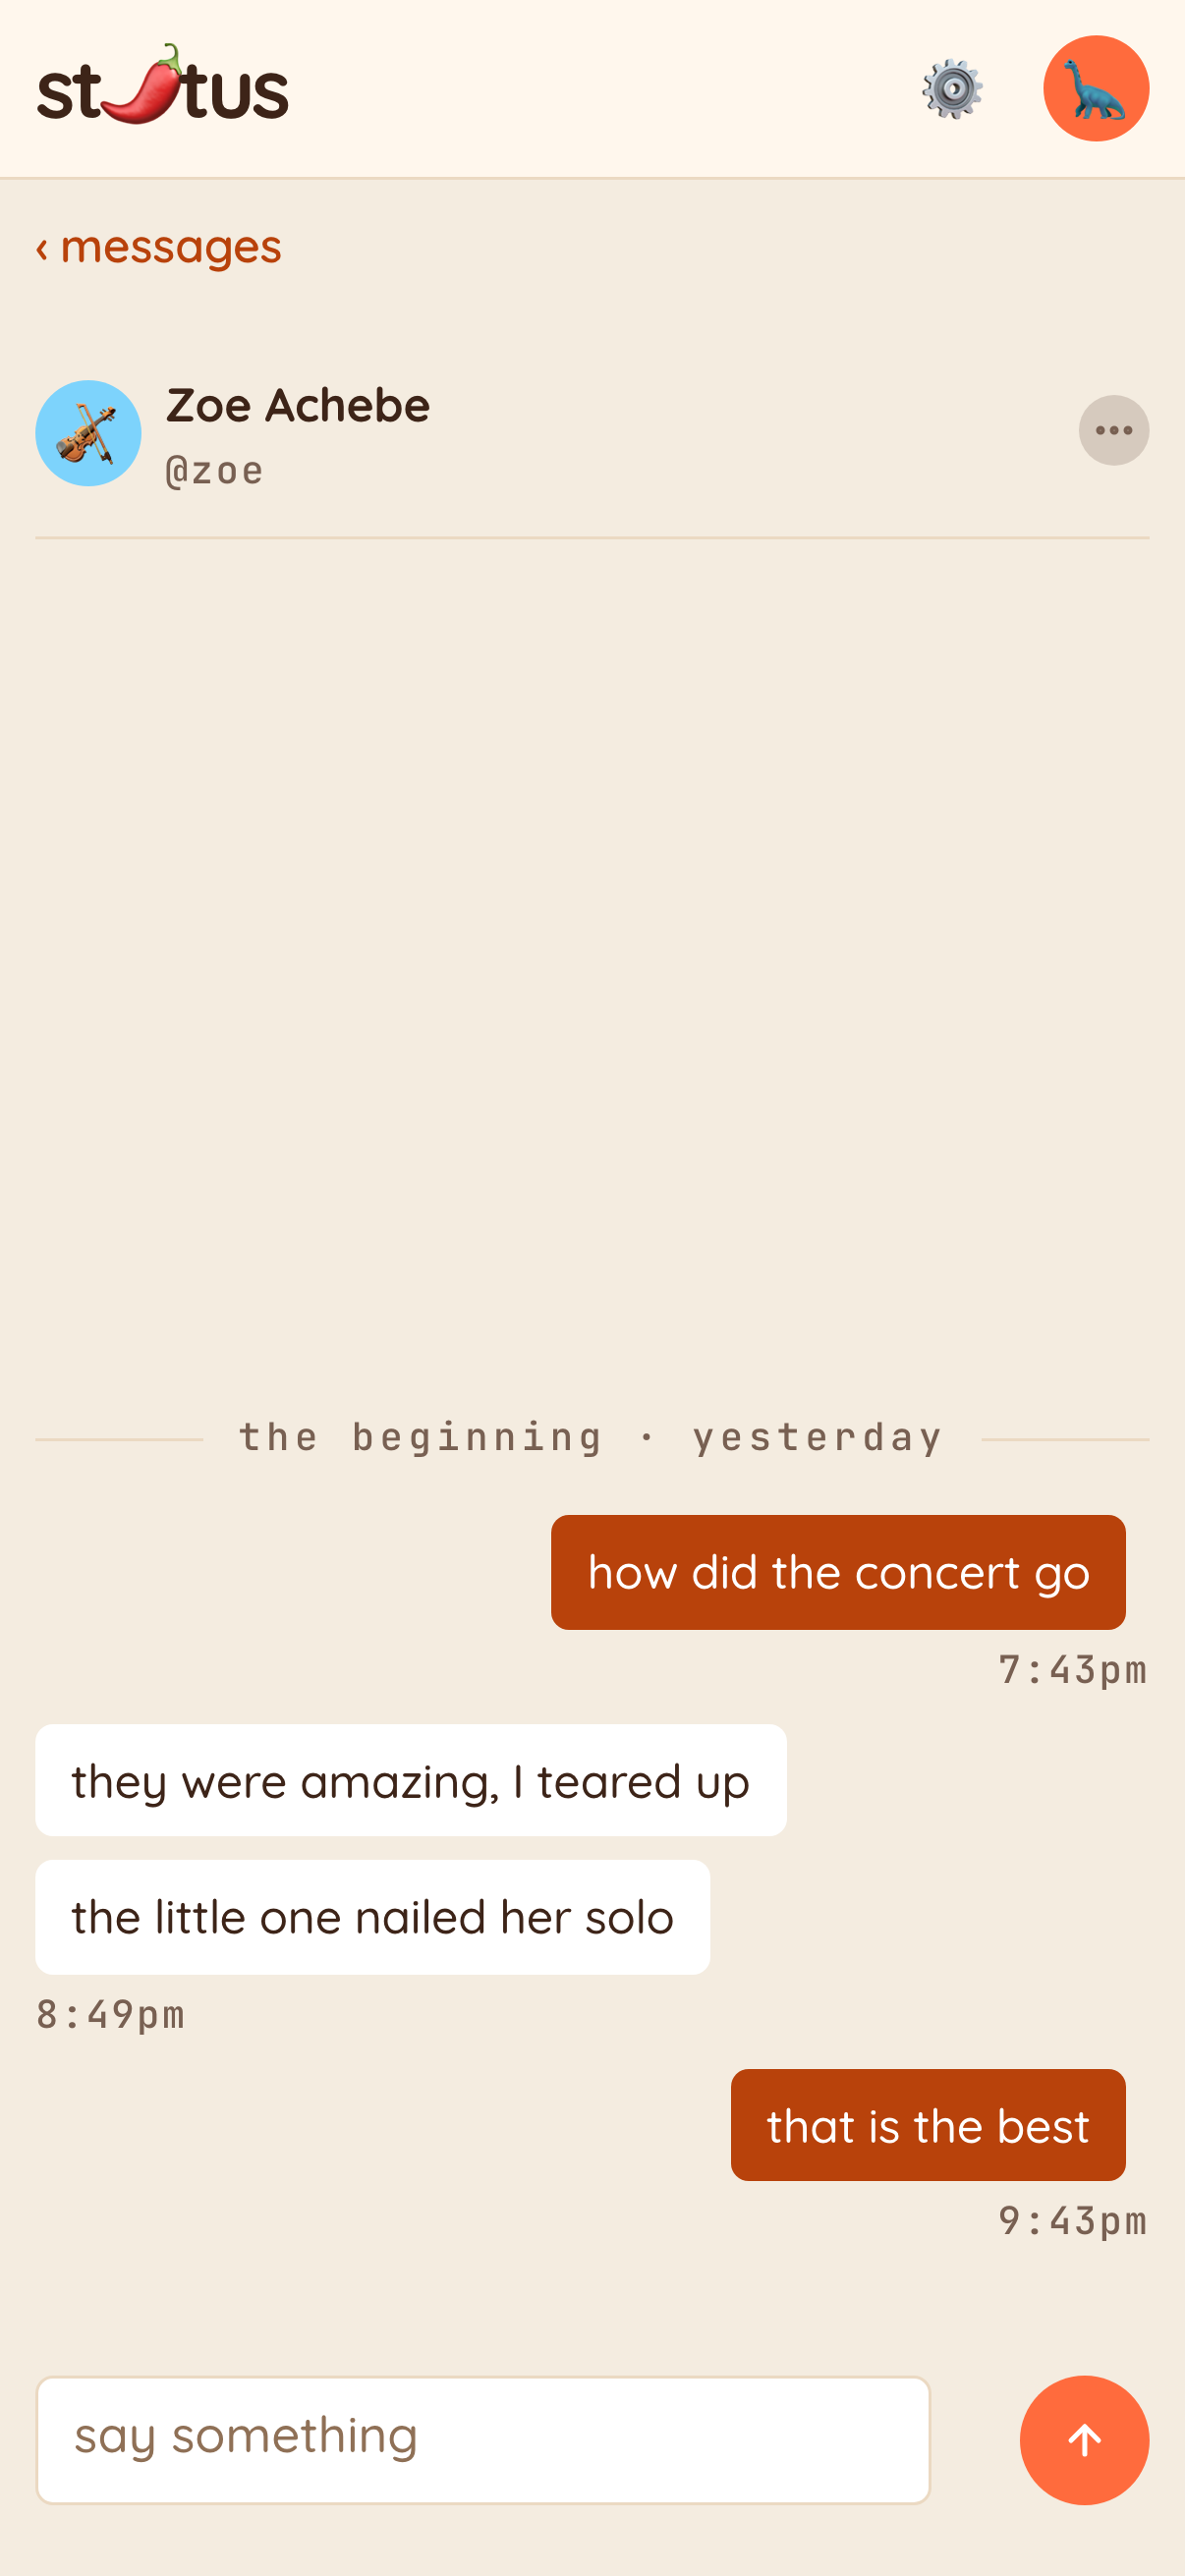 st🌶️tus
‹ messages
Zoe Achebe
@zoe
the beginning · yesterday
how did the concert go
7:43pm
they were amazing, I teared up
the little one nailed her solo
8:49pm
that is the best
9:43pm
say something